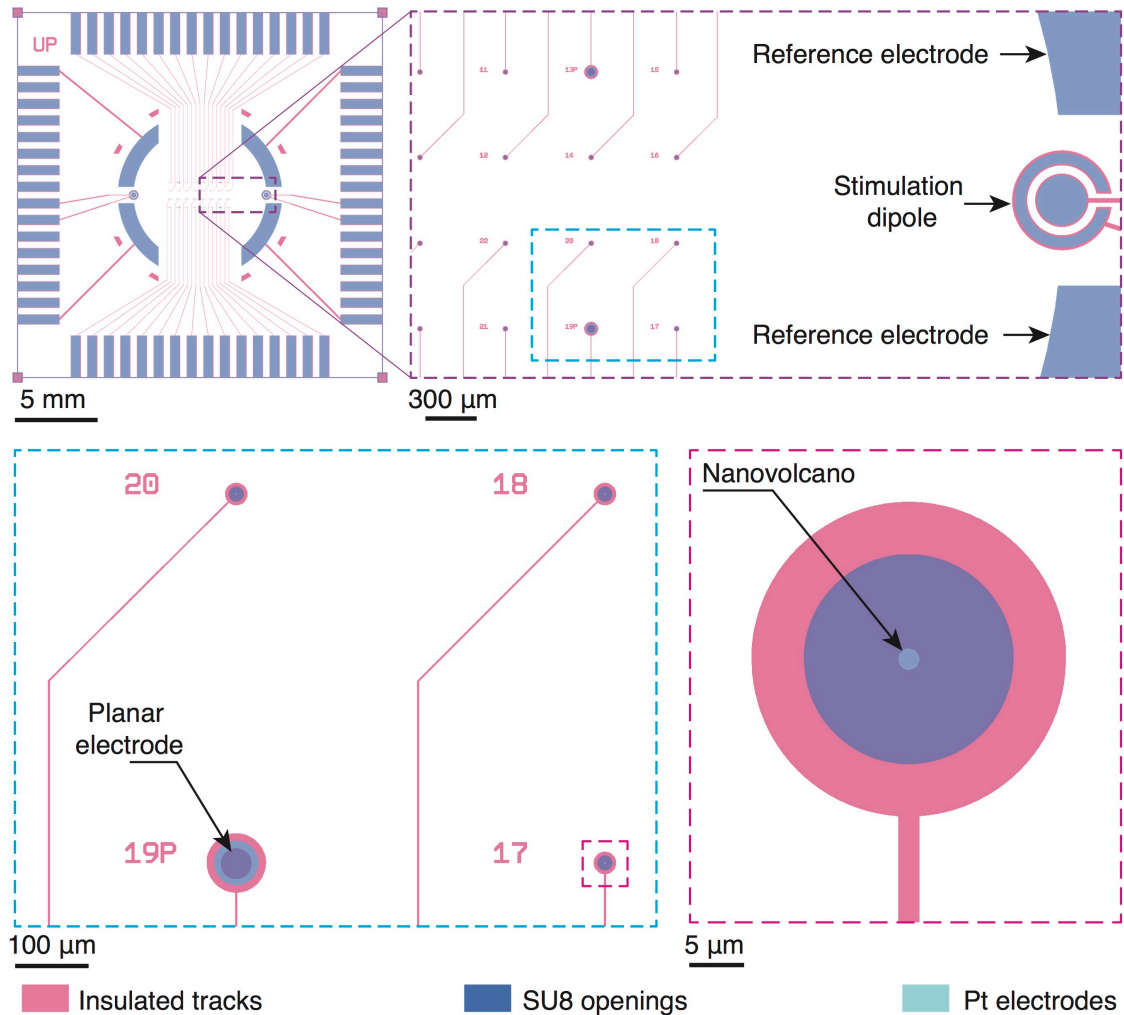 UP
5 mm
11
13P
15
12
14
16
22
20
18
21
19P
17
300 μm
Reference electrode
Stimulation
dipole
Reference electrode
20
18
Planar
electrode
19P
17
100 μm
Nanovolcano
5 μm
Insulated tracks
SU8 openings
Pt electrodes